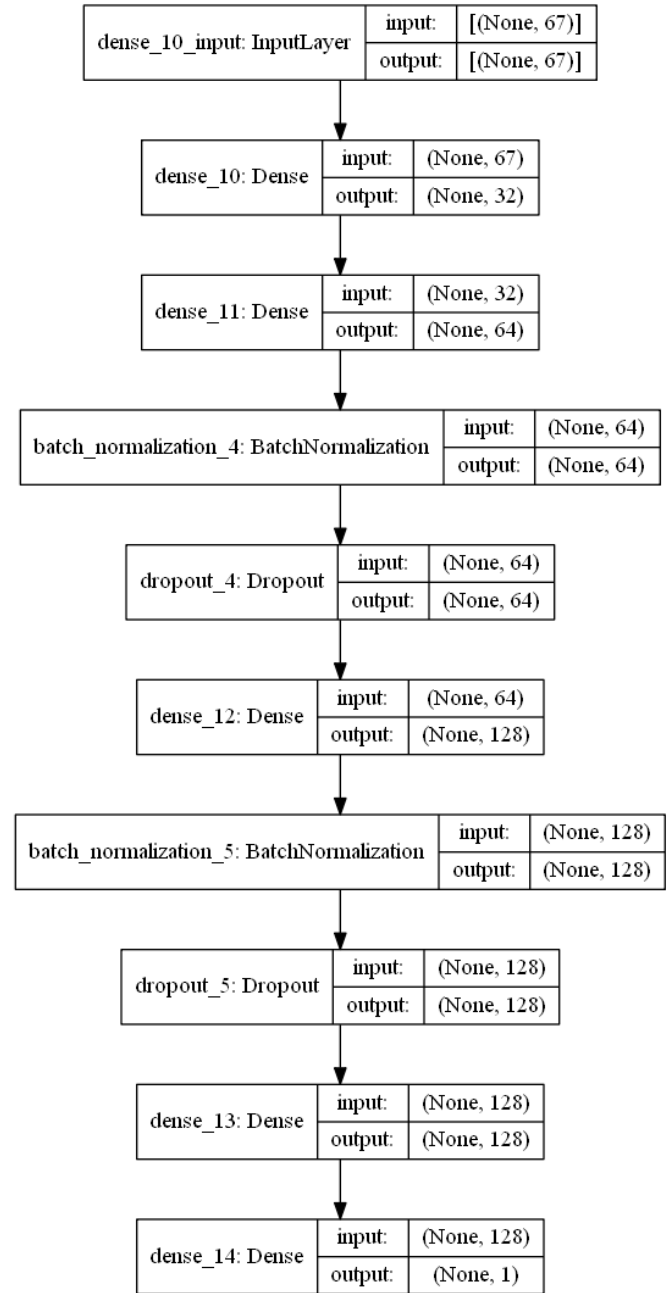 dense_10_input: InputLayer
input: [(None, 67)]
output: [(None, 67)]
dense_10: Dense
input: (None, 67)
output: (None, 32)
dense_11: Dense
input: (None, 32)
output: (None, 64)
batch_normalization_4: BatchNormalization
input: (None, 64)
output: (None, 64)
dropout_4: Dropout
input: (None, 64)
output: (None, 64)
dense_12: Dense
input: (None, 64)
output: (None, 128)
batch_normalization_5: BatchNormalization
input: (None, 128)
output: (None, 128)
dropout_5: Dropout
input: (None, 128)
output: (None, 128)
dense_13: Dense
input: (None, 128)
output: (None, 128)
dense_14: Dense
input: (None, 128)
output: (None, 1)